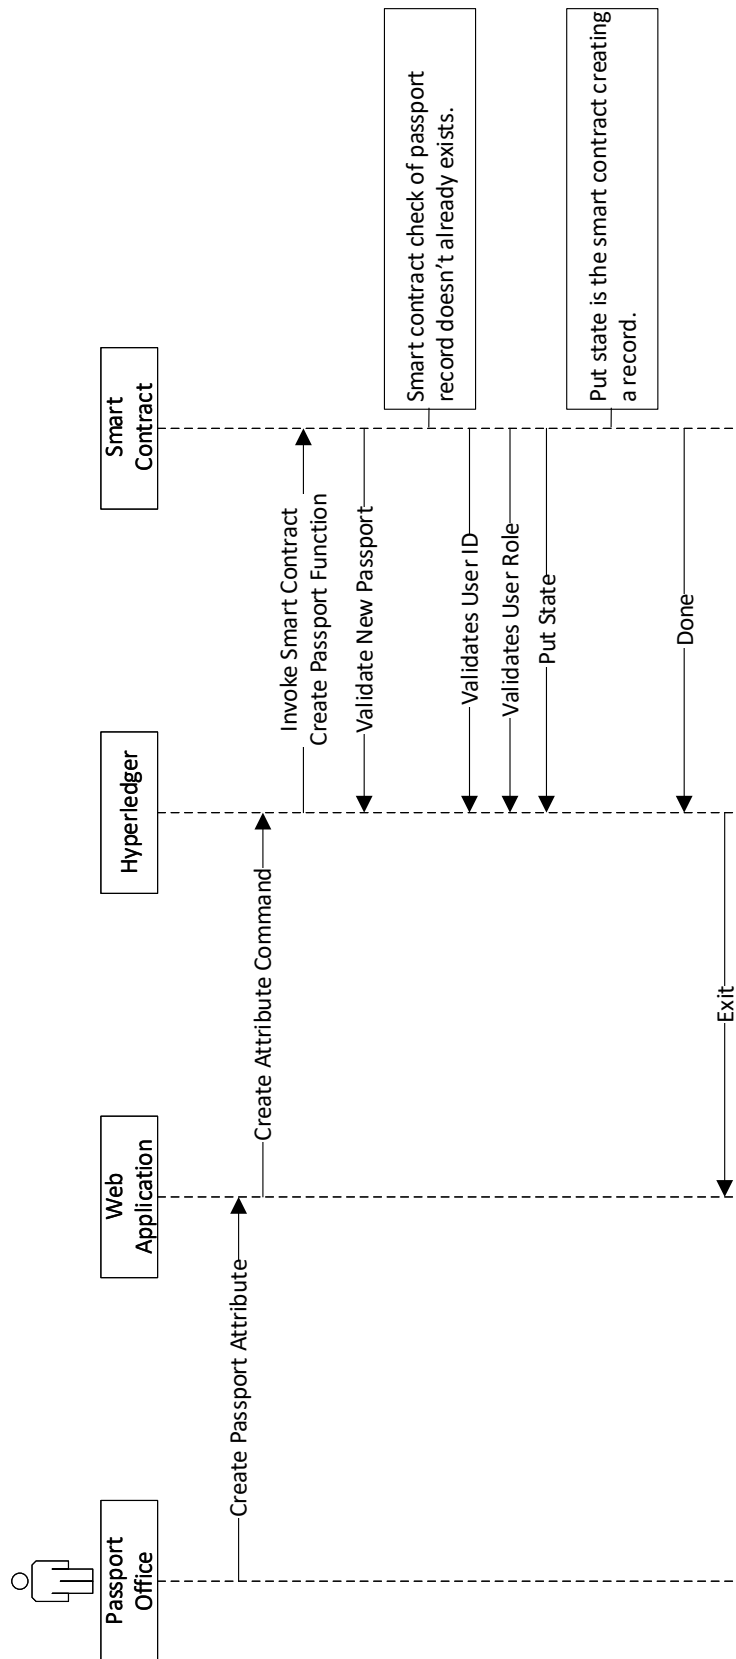 Passport
Office
Web
Application
Hyperledger
Smart
Contract
Create Passport Attribute
Create Attribute Command
Invoke Smart Contract
Create Passport Function
Validate New Passport
Smart contract check of passport
record doesn't already exists.
Validates User ID
Validates User Role
Put State
Put state is the smart contract creating
a record.
Done
Exit